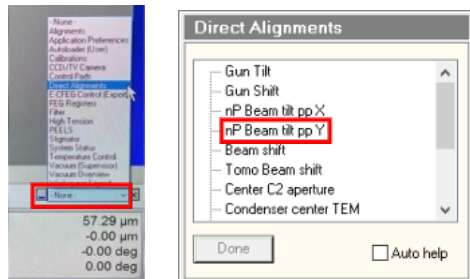 - None -
Alignments
Application Preferences
Autoloader (User)
Calibrations
CCD/TV Camera
Control Pads
Direct Alignments
E-CFEG Control (Expert)
FEG Registers
Filter
High Tension
PEELS
Stigmator
System Status
Temperature Control
Vacuum (Supervisor)
Vacuum Overview
- None -
57.29 µm
-0.00 µm
-0.00 deg
0.00 deg
Direct Alignments
Gun Tilt
Gun Shift
nP Beam tilt pp X
nP Beam tilt pp Y
Beam shift
Tomo Beam shift
Center C2 aperture
Condenser center TEM
Done
Auto help